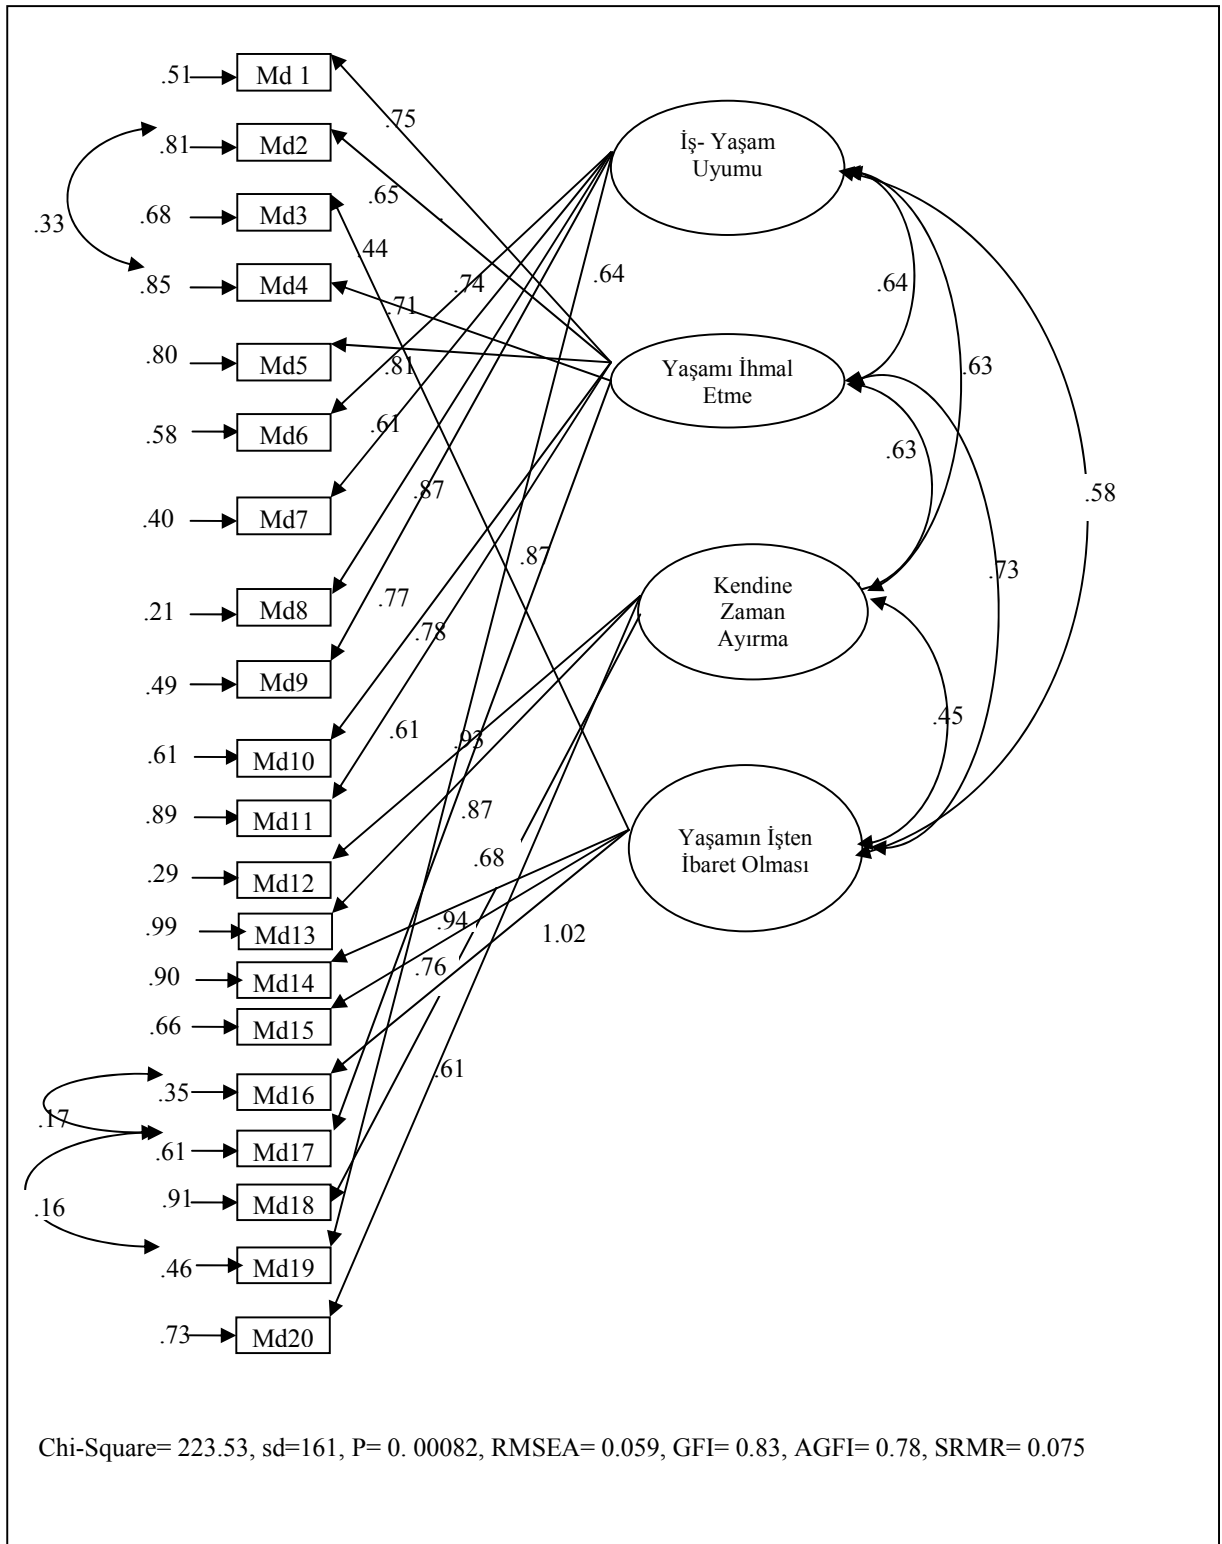 .51
Md 1
.75
İş- Yaşam
Uyumu
.81
Md2
.65
.68
Md3
.33
.44
.64
.85
Md4
.74
.64
.71
.80
Md5
.81
Yaşamı İhmal
Etme
.63
.58
Md6
.61
.63
.87
.58
.40
Md7
.87
.73
Kendine
Zaman
Ayırma
.21
Md8
.77
.78
.49
Md9
.45
.61
.93
.61
Md10
.89
Md11
.87
Yaşamın İşten
İbaret Olması
.68
.29
Md12
.99
Md13
.94
1.02
.90
Md14
.76
.66
Md15
.61
.35
Md16
.17
.61
Md17
.91
Md18
.16
.46
Md19
.73
Md20
Chi-Square= 223.53, sd=161, P= 0. 00082, RMSEA= 0.059, GFI= 0.83, AGFI= 0.78, SRMR= 0.075